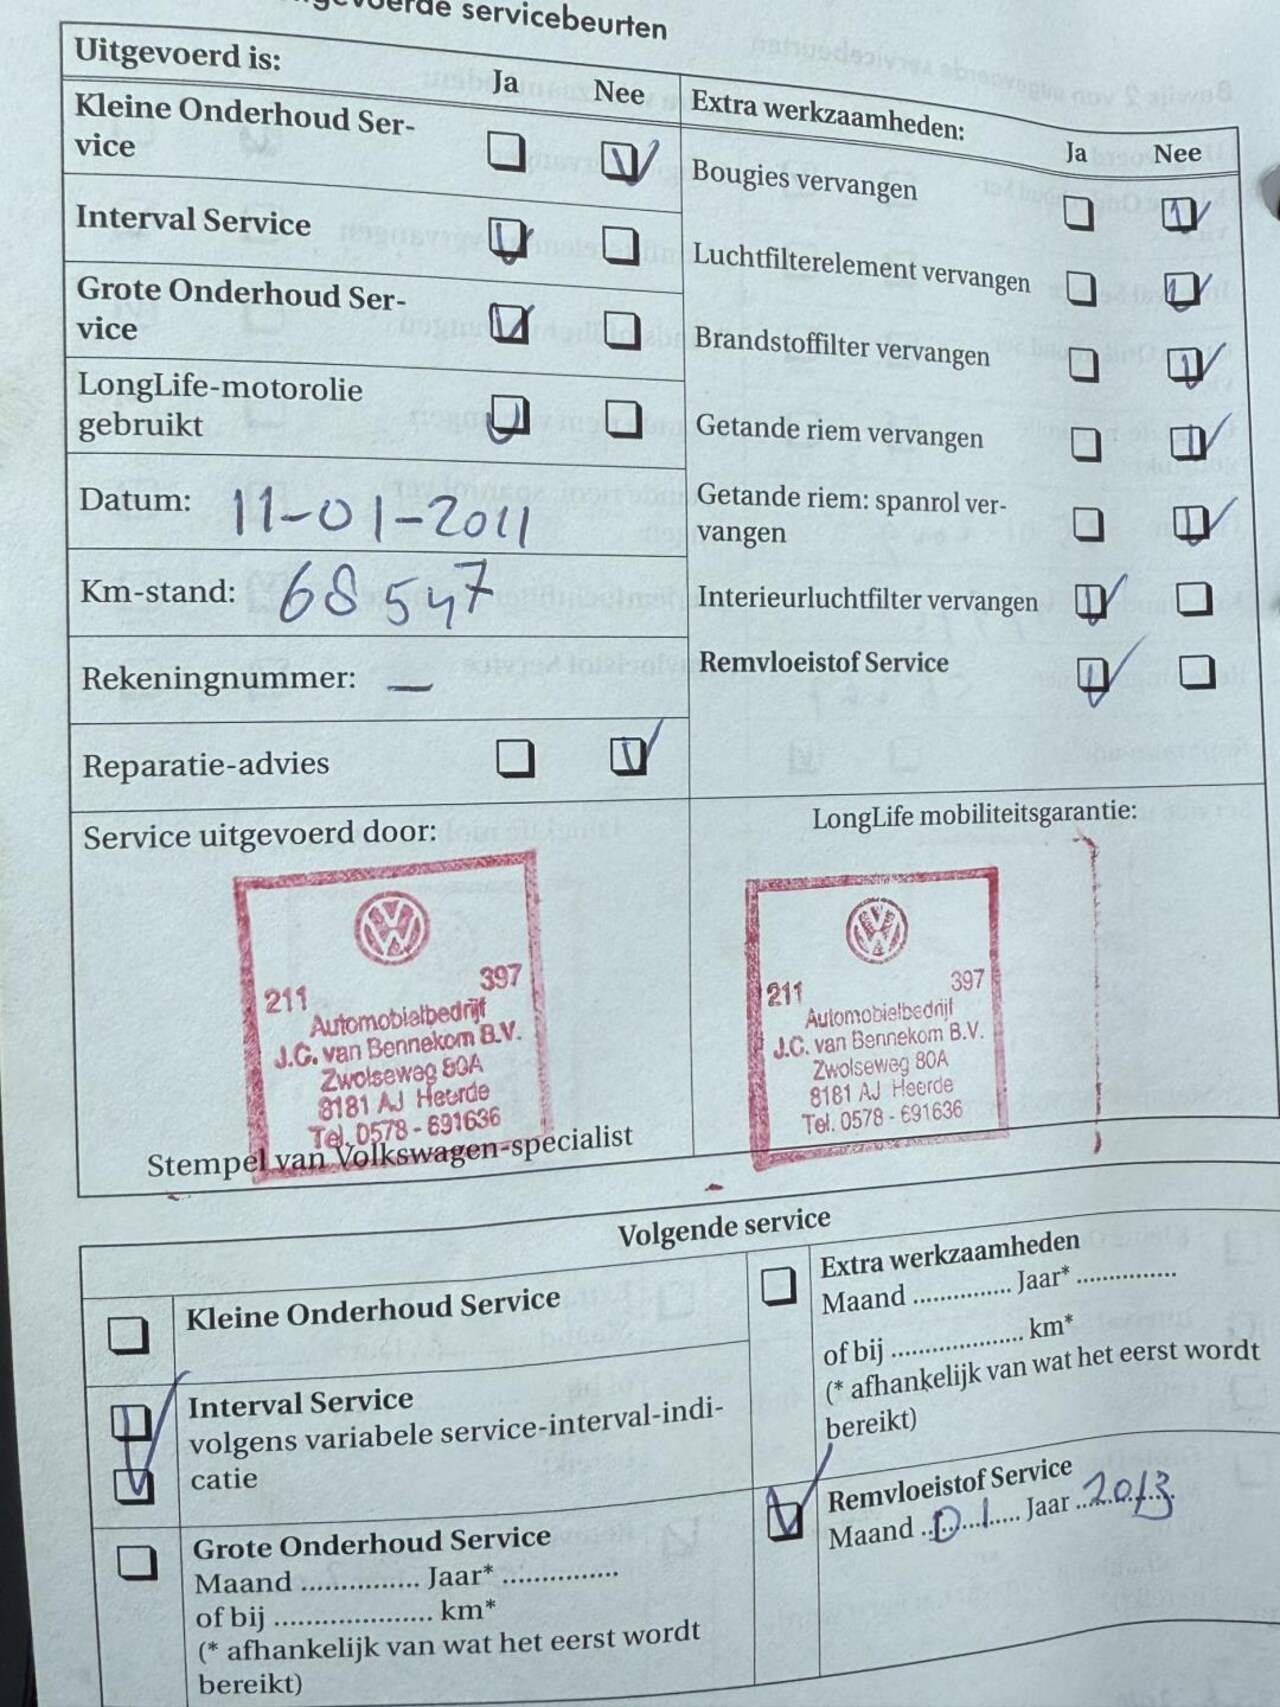 servicebeurten
Uitgevoerd is:
Ja
Nee
Kleine Onderhoud Ser-
vice
Interval Service
Grote Onderhoud Ser-
vice
LongLife-motorolie
gebruikt
Datum: 11-01-2011
Km-stand: 68547
Rekeningnummer: —
Reparatie-advies
Extra werkzaamheden:
Ja
Nee
Bougies vervangen
Luchtfilterelement vervangen
Brandstoffilter vervangen
Getande riem vervangen
Getande riem: spanrol ver-
vangen
Interieurluchtfilter vervangen
Remvloeistof Service
Service uitgevoerd door:
211 397
Automobielbedrijf
J.C. van Bennekom B.V.
Zwolseweg 80A
8181 AJ Heerde
Tel. 0578 - 691636
Stempel van Volkswagen-specialist
LongLife mobiliteitsgarantie:
211 397
Automobielbedrijf
J.C. van Bennekom B.V.
Zwolseweg 80A
8181 AJ Heerde
Tel. 0578 - 691636
Volgende service
Kleine Onderhoud Service
Interval Service
volgens variabele service-interval-indi-
catie
Grote Onderhoud Service
Maand ............... Jaar* ...............
of bij .................... km*
(* afhankelijk van wat het eerst wordt
bereikt)
Extra werkzaamheden
Maand ............... Jaar* ...............
of bij .................... km*
(* afhankelijk van wat het eerst wordt
bereikt)
Remvloeistof Service
Maand 01 Jaar 2013